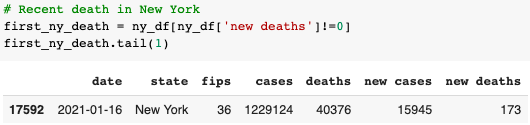 # Recent death in New York
first_ny_death = ny_df[ny_df['new deaths']!=0]
first_ny_death.tail(1)
date state fips cases deaths new cases new deaths
17592 2021-01-16 New York 36 1229124 40376 15945 173